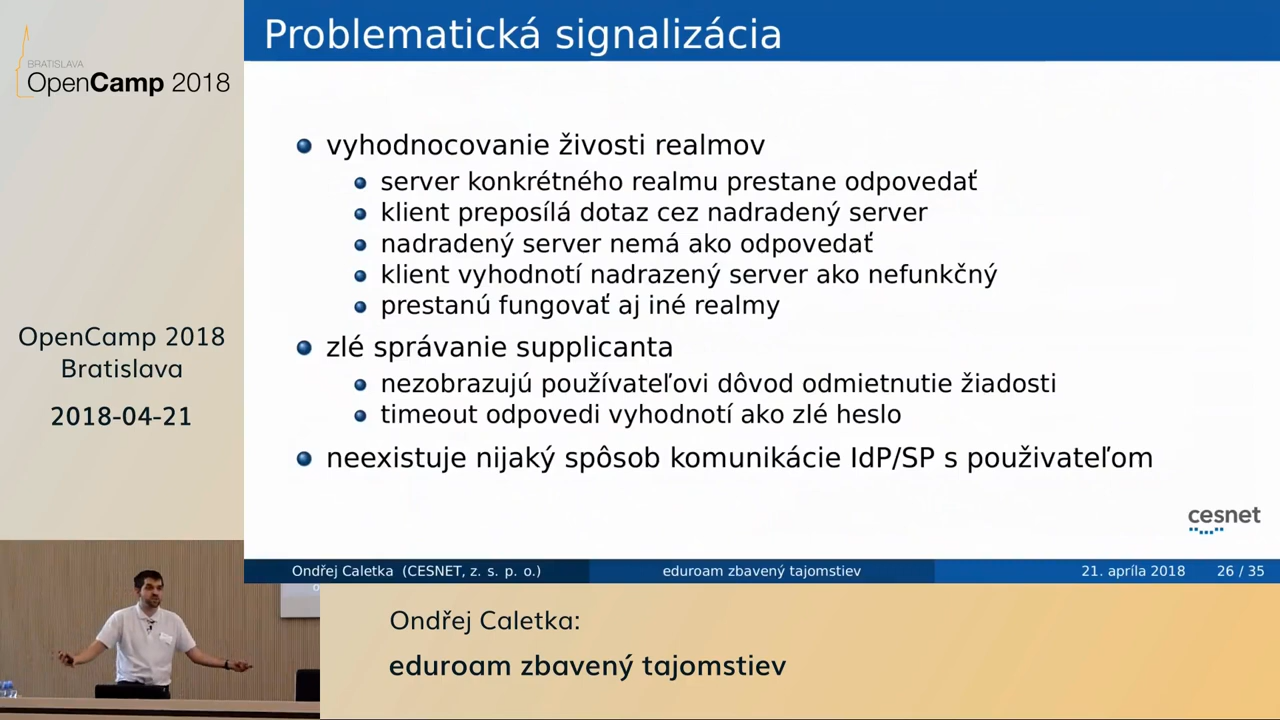 Problematická signalizácia
BRATISLAVA
OpenCamp 2018
vyhodnocovanie živosti realmov
server konkrétného realmu prestane odpovedať
klient preposílá dotaz cez nadradený server
nadradený server nemá ako odpovedať
klient vyhodnotí nadrazený server ako nefunkčný
prestanú fungovať aj iné realmy
zlé správanie supplicanta
nezobrazujú používateľovi dôvod odmietnutie žiadosti
timeout odpovedi vyhodnotí ako zlé heslo
neexistuje nijaký spôsob komunikácie IdP/SP s použivateľom
OpenCamp 2018
Bratislava
2018-04-21
cesnet
Ondřej Caletka (CESNET, z. s. p. o.)
eduroam zbavený tajomstiev
21. apríla 2018
26 / 35
Ondřej Caletka:
eduroam zbavený tajomstiev